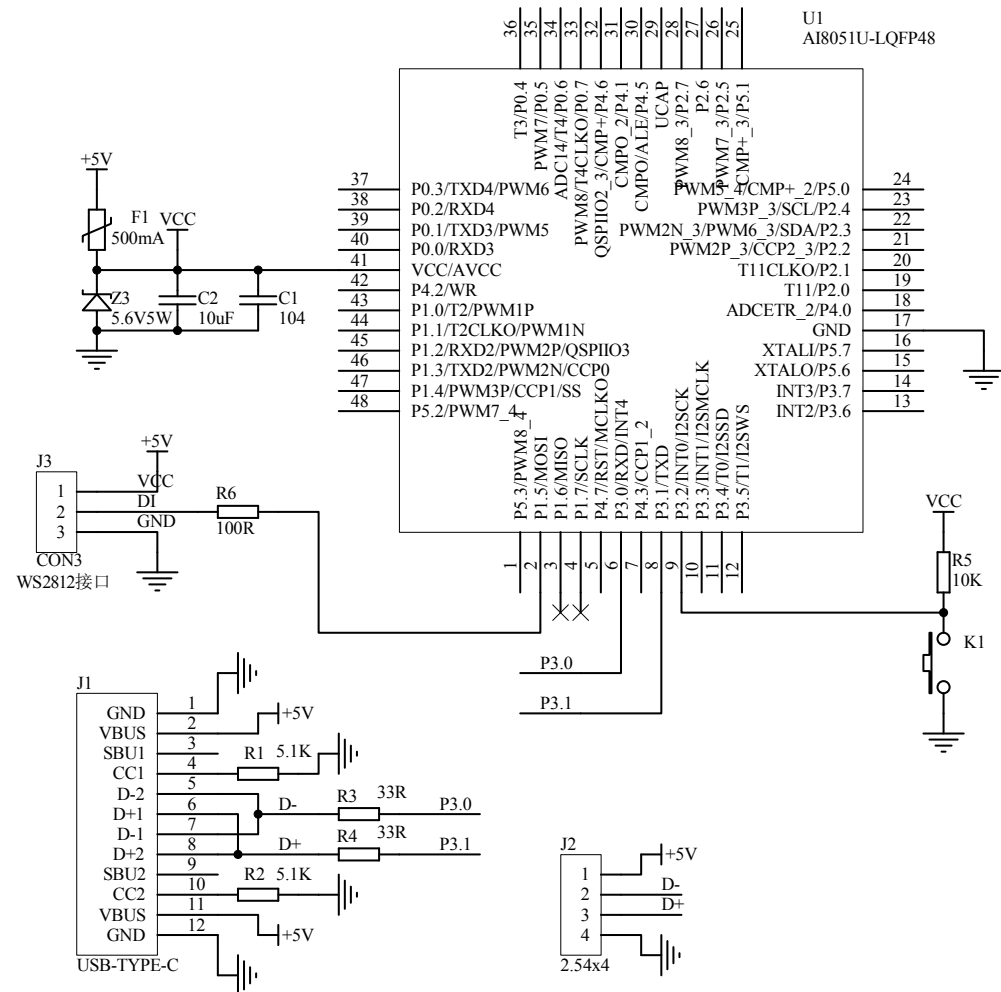 U1
AI8051U-LQFP48
36
35
34
33
32
31
30
29
28
27
26
25
T3/P0.4
PWM7/P0.5
ADC14/T4/P0.6
PWM8/T4CLKO/P0.7
QSPIIO2_3/CMP+/P4.6
CMPO_2/P4.1
CMPO/ALE/P4.5
UCAP
PWM8_3/P2.7
P2.6
PWM7_3/P2.5
CMP+_3/P5.1
37 P0.3/TXD4/PWM6
38 P0.2/RXD4
39 P0.1/TXD3/PWM5
40 P0.0/RXD3
41 VCC/AVCC
42 P4.2/WR
43 P1.0/T2/PWM1P
44 P1.1/T2CLKO/PWM1N
45 P1.2/RXD2/PWM2P/QSPIIO3
46 P1.3/TXD2/PWM2N/CCP0
47 P1.4/PWM3P/CCP1/SS
48 P5.2/PWM7_4
PWM5_4/CMP+_2/P5.0 24
PWM3P_3/SCL/P2.4 23
PWM2N_3/PWM6_3/SDA/P2.3 22
PWM2P_3/CCP2_3/P2.2 21
T11CLKO/P2.1 20
T11/P2.0 19
ADCETR_2/P4.0 18
GND 17
XTALI/P5.7 16
XTALO/P5.6 15
INT3/P3.7 14
INT2/P3.6 13
P5.3/PWM8_4
P1.5/MOSI
P1.6/MISO
P1.7/SCLK
P4.7/RST/MCLKO
P3.0/RXD/INT4
P4.3/CCP1_2
P3.1/TXD
P3.2/INT0/I2SCK
P3.3/INT1/I2SMCLK
P3.4/T0/I2SSD
P3.5/T1/I2SWS
1
2
3
4
5
6
7
8
9
10
11
12
+5V
F1
500mA
VCC
Z3
5.6V5W
C2
10uF
C1
104
+5V
J3
1 VCC
2 DI
3 GND
CON3
WS2812接口
R6
100R
VCC
R5
10K
K1
P3.0
P3.1
J1
GND 1
VBUS 2 +5V
SBU1 3
CC1 4 R1 5.1K
D-2 5
D+1 6 D- R3 33R P3.0
D-1 7
D+2 8 D+ R4 33R P3.1
SBU2 9
CC2 10 R2 5.1K
VBUS 11 +5V
GND 12
USB-TYPE-C
J2
1 +5V
2 D-
3 D+
4
2.54x4